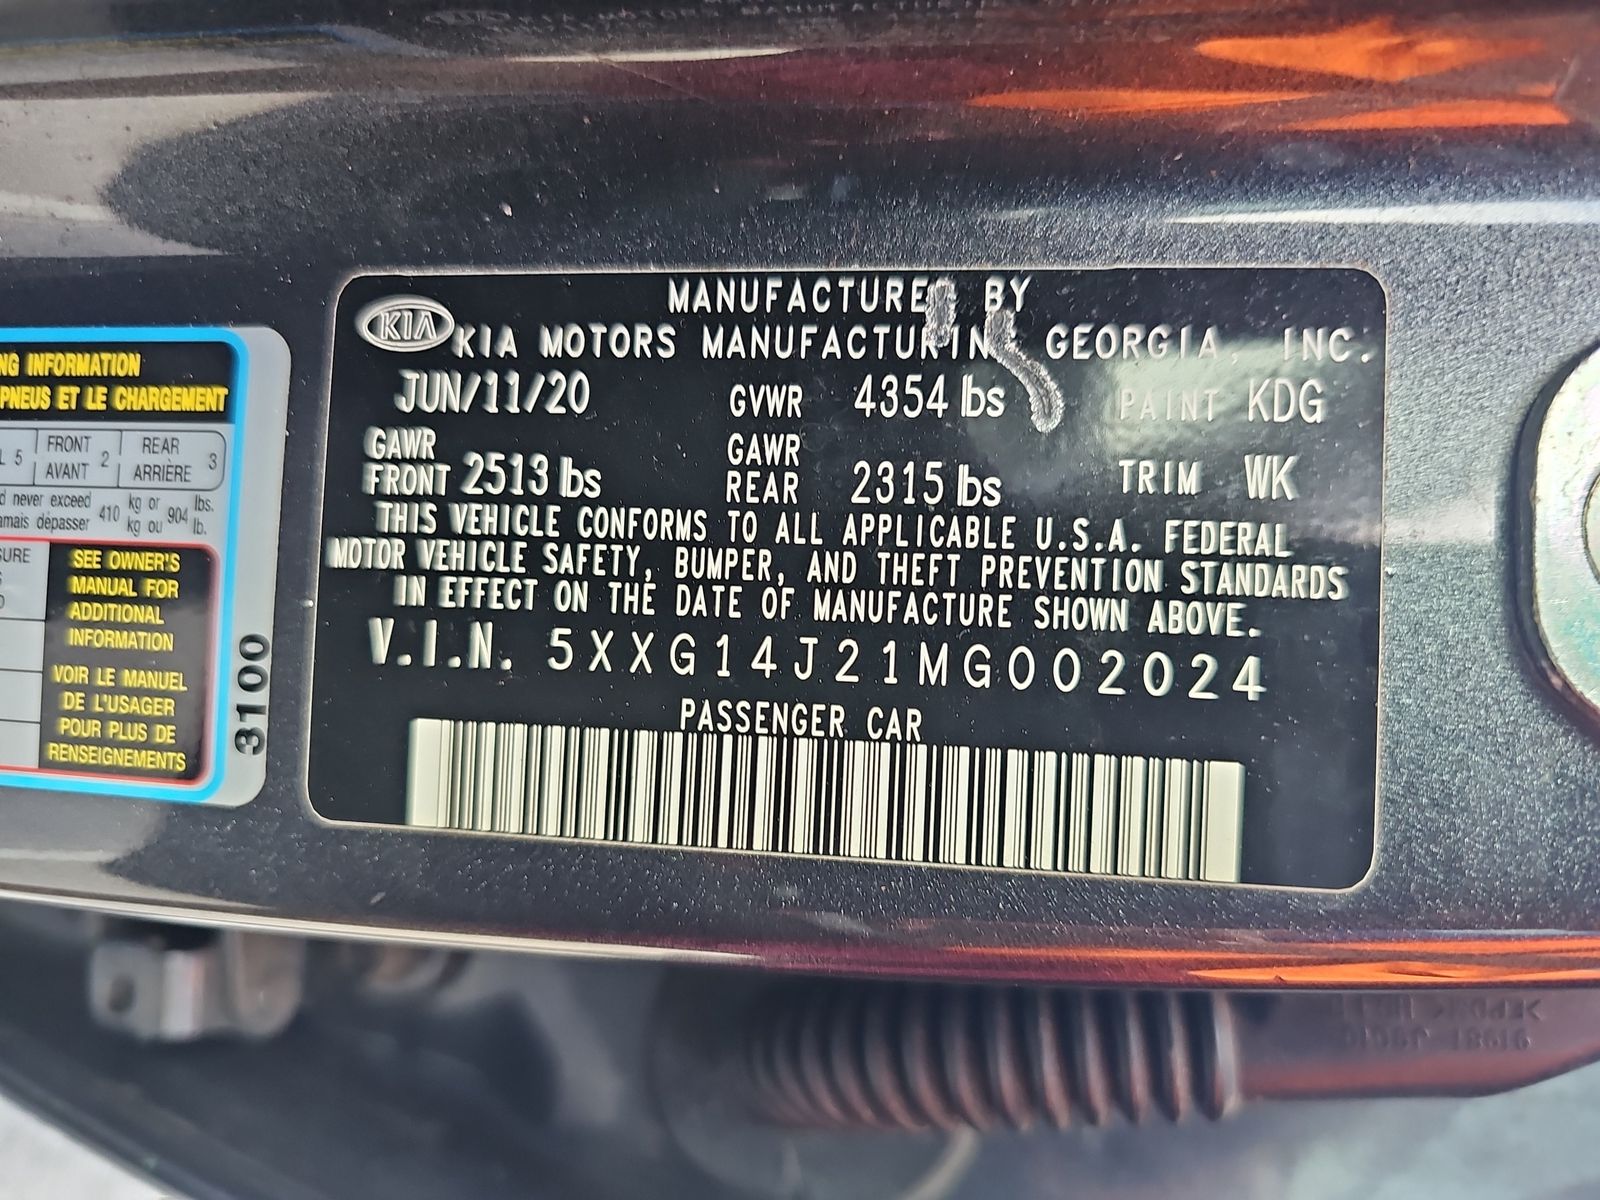 MANUFACTURED BY
KIA
KIA MOTORS MANUFACTURING GEORGIA, INC.
JUN/11/20 GVWR 4354 lbs PAINT KDG
GAWR FRONT 2513 lbs GAWR REAR 2315 lbs TRIM WK
THIS VEHICLE CONFORMS TO ALL APPLICABLE U.S.A. FEDERAL
MOTOR VEHICLE SAFETY, BUMPER, AND THEFT PREVENTION STANDARDS
IN EFFECT ON THE DATE OF MANUFACTURE SHOWN ABOVE.
V.I.N. 5XXG14J21MG002024
PASSENGER CAR
INFORMATION
PNEUS ET LE CHARGEMENT
5 FRONT AVANT 2 REAR ARRIÈRE 3
never exceed 410 kg or 904 lbs.
dépasser kg ou lb.
SEE OWNER'S
MANUAL FOR
ADDITIONAL
INFORMATION
VOIR LE MANUEL
DE L'USAGER
POUR PLUS DE
RENSEIGNEMENTS
3100